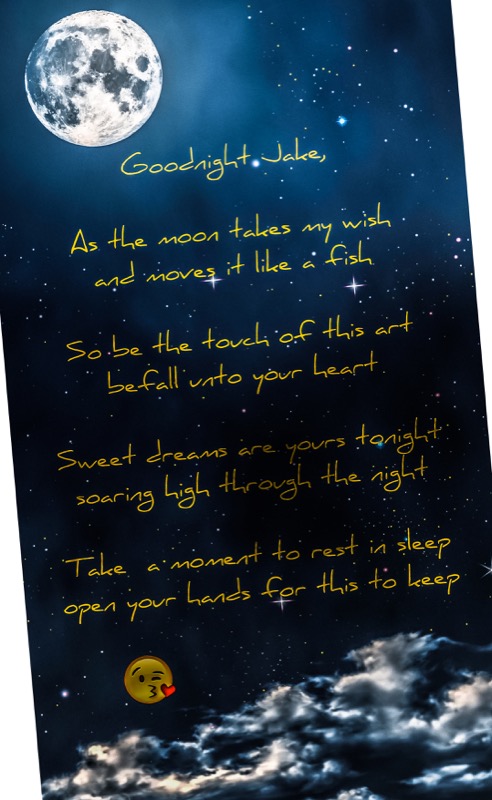 Goodnight Jake,
As the moon takes my wish
and moves it like a fish
So be the touch of this art
befall unto your heart
Sweet dreams are yours tonight
soaring high through the night
Take a moment to rest in sleep
open your hands for this to keep